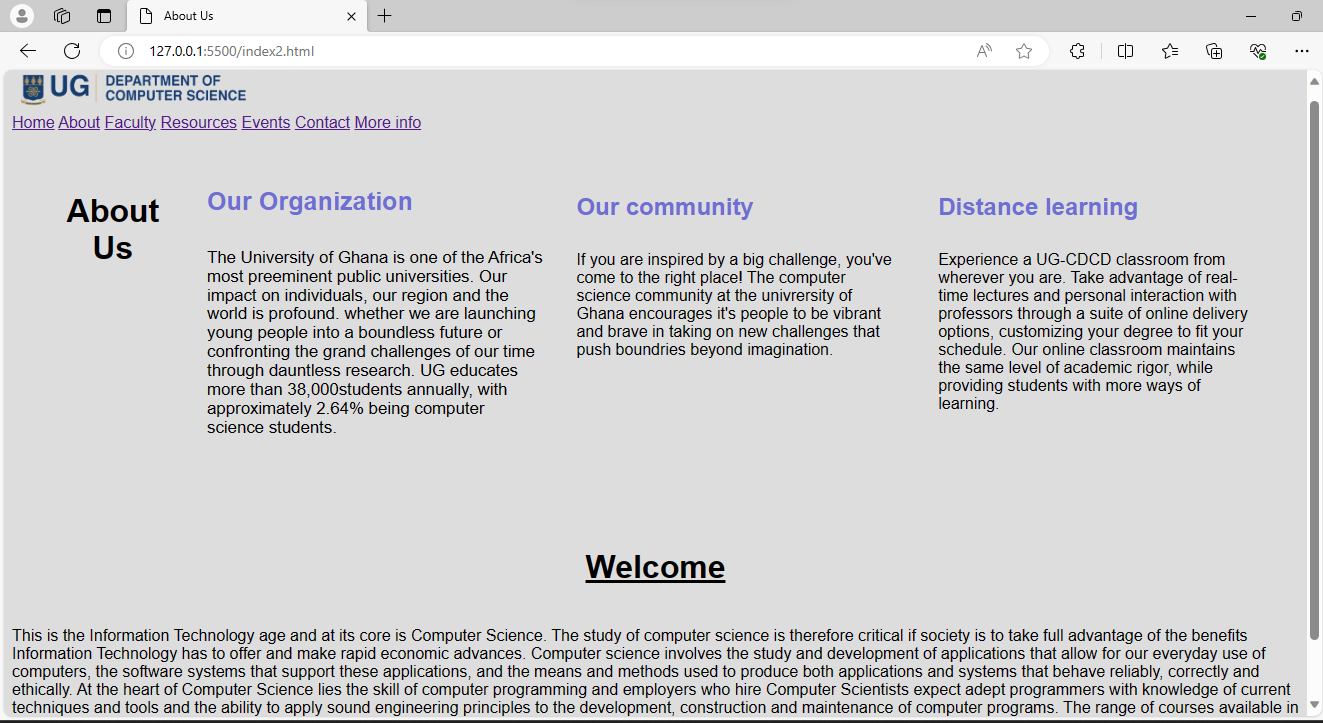 About Us
127.0.0.1:5500/index2.html
UG DEPARTMENT OF
COMPUTER SCIENCE
Home About Faculty Resources Events Contact More info
About
Us
Our Organization
The University of Ghana is one of the Africa's
most preeminent public universities. Our
impact on individuals, our region and the
world is profound. whether we are launching
young people into a boundless future or
confronting the grand challenges of our time
through dauntless research. UG educates
more than 38,000students annually, with
approximately 2.64% being computer
science students.
Our community
If you are inspired by a big challenge, you've
come to the right place! The computer
science community at the univrersity of
Ghana encourages it's people to be vibrant
and brave in taking on new challenges that
push boundries beyond imagination.
Distance learning
Experience a UG-CDCD classroom from
wherever you are. Take advantage of real-
time lectures and personal interaction with
professors through a suite of online delivery
options, customizing your degree to fit your
schedule. Our online classroom maintains
the same level of academic rigor, while
providing students with more ways of
learning.
Welcome
This is the Information Technology age and at its core is Computer Science. The study of computer science is therefore critical if society is to take full advantage of the benefits
Information Technology has to offer and make rapid economic advances. Computer science involves the study and development of applications that allow for our everyday use of
computers, the software systems that support these applications, and the means and methods used to produce both applications and systems that behave reliably, correctly and
ethically. At the heart of Computer Science lies the skill of computer programming and employers who hire Computer Scientists expect adept programmers with knowledge of current
techniques and tools and the ability to apply sound engineering principles to the development, construction and maintenance of computer programs. The range of courses available in